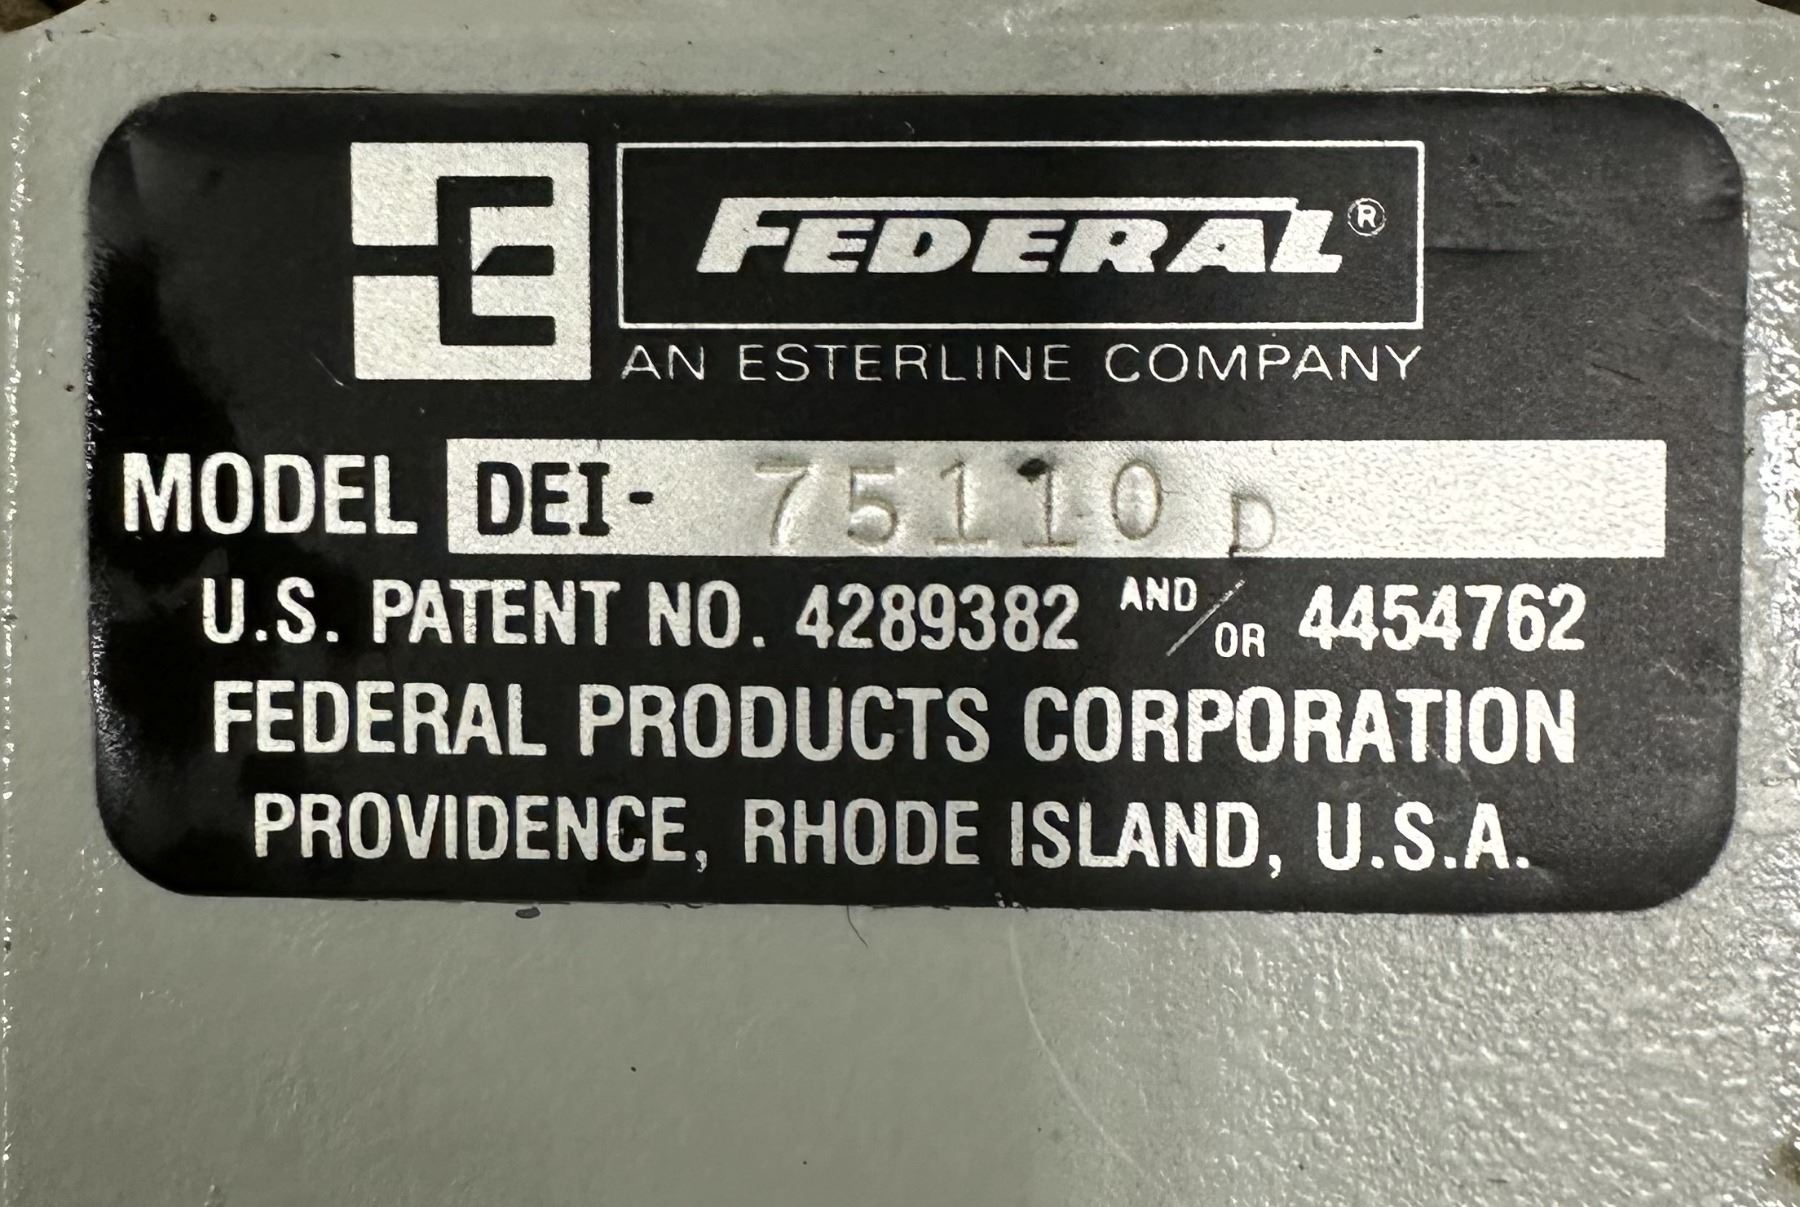 FEDERAL®
AN ESTERLINE COMPANY
MODEL DEI- 75110 D
U.S. PATENT NO. 4289382 AND/OR 4454762
FEDERAL PRODUCTS CORPORATION
PROVIDENCE, RHODE ISLAND, U.S.A.